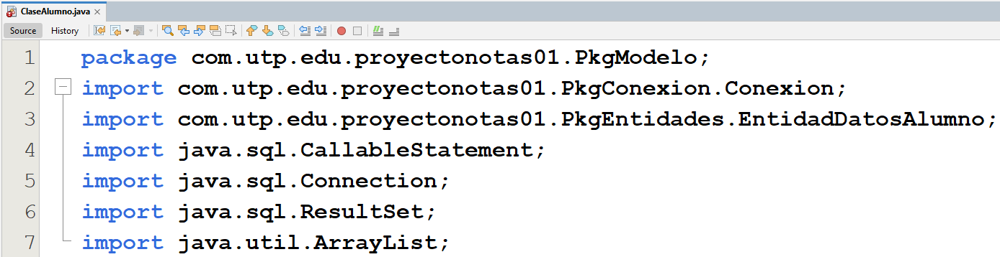 ClaseAlumno.java
Source History
1 package com.utp.edu.proyectonotas01.PkgModelo;
2 import com.utp.edu.proyectonotas01.PkgConexion.Conexion;
3 import com.utp.edu.proyectonotas01.PkgEntidades.EntidadDatosAlumno;
4 import java.sql.CallableStatement;
5 import java.sql.Connection;
6 import java.sql.ResultSet;
7 import java.util.ArrayList;